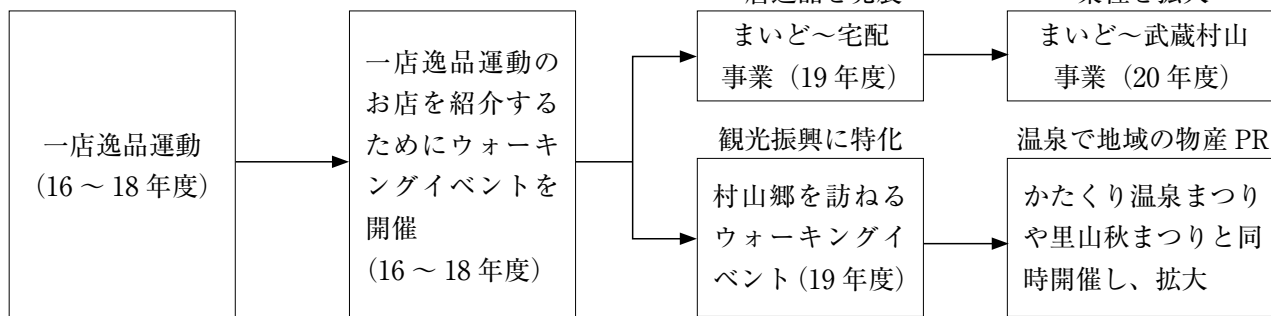 一店逸品運動
(16 ～ 18 年度)
一店逸品運動の
お店を紹介する
ためにウォーキ
ングイベントを
開催
(16 ～ 18 年度)
まいど～宅配
事業（19 年度）
まいど～武蔵村山
事業（20 年度）
観光振興に特化
村山郷を訪ねる
ウォーキングイ
ベント（19 年度）
温泉で地域の物産 PR
かたくり温泉まつり
や里山秋まつりと同
時開催し、拡大